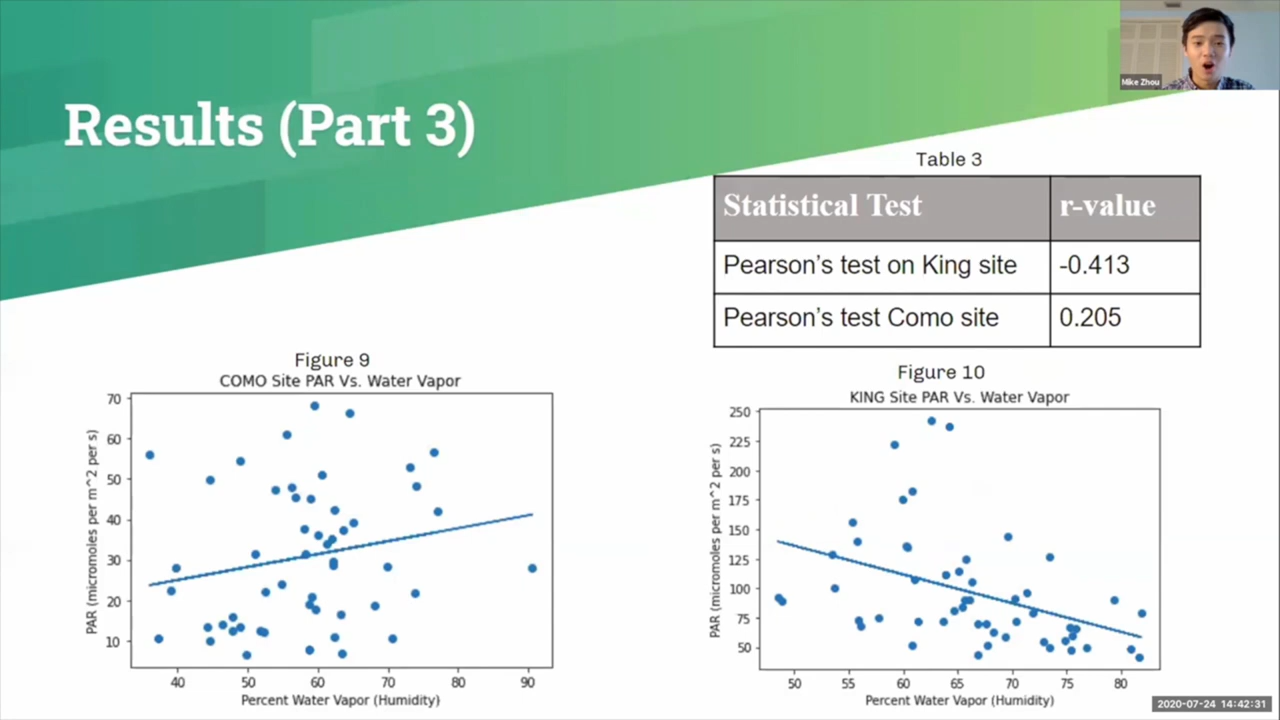 Mike Zhou
Results (Part 3)
Table 3
Statistical Test r-value
Pearson's test on King site -0.413
Pearson's test Como site 0.205
Figure 9
COMO Site PAR Vs. Water Vapor
PAR (micromoles per m^2 per s)
70
60
50
40
30
20
10
40 50 60 70 80 90
Percent Water Vapor (Humidity)
Figure 10
KING Site PAR Vs. Water Vapor
PAR (micromoles per m^2 per s)
250
225
200
175
150
125
100
75
50
50 55 60 65 70 75 80
Percent Water Vapor (Humidity)
2020-07-24 14:42:31